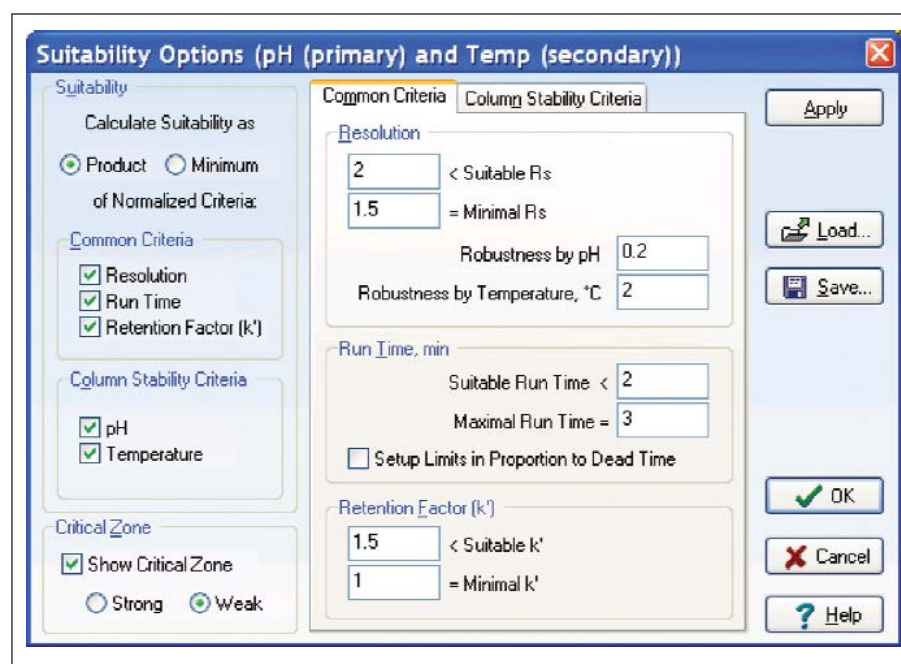 Suitability Options (pH (primary) and Temp (secondary))
Suitability
Calculate Suitability as
Product Minimum
of Normalized Criteria:
Common Criteria
Resolution
Run Time
Retention Factor (k')
Column Stability Criteria
pH
Temperature
Critical Zone
Show Critical Zone
Strong Weak
Common Criteria Column Stability Criteria
Resolution
2 < Suitable Rs
1.5 = Minimal Rs
Robustness by pH 0.2
Robustness by Temperature, °C 2
Run Time, min
Suitable Run Time < 2
Maximal Run Time = 3
Setup Limits in Proportion to Dead Time
Retention Factor (k')
1.5 < Suitable k'
1 = Minimal k'
Apply
Load...
Save...
OK
Cancel
? Help